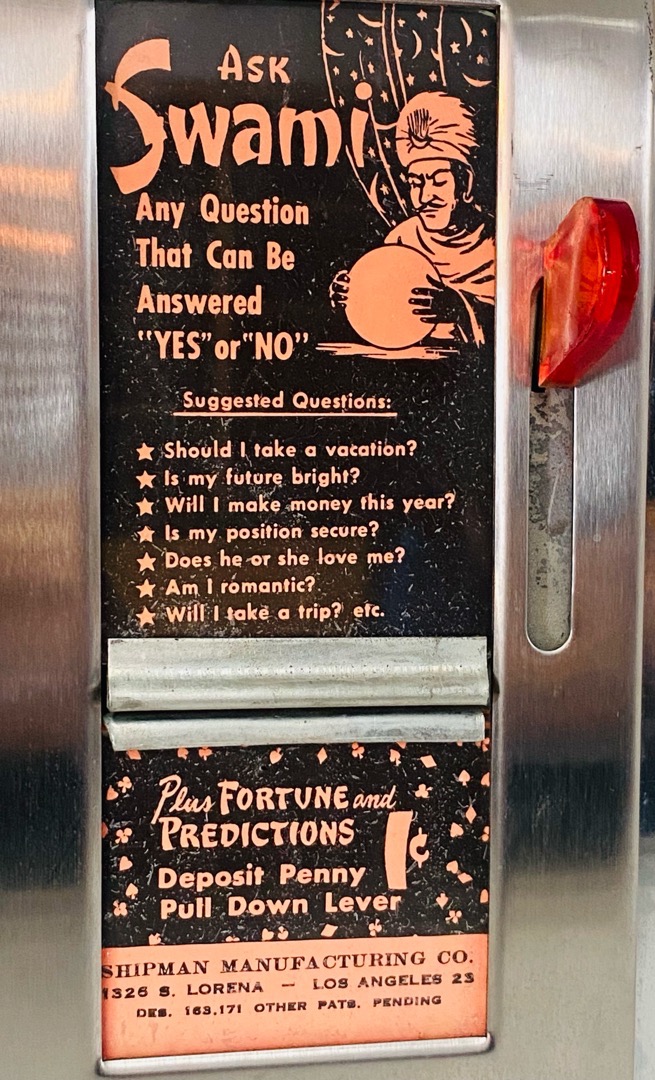 Ask
Swami
Any Question
That Can Be
Answered
"YES" or "NO"
Suggested Questions:
★ Should I take a vacation?
★ Is my future bright?
★ Will I make money this year?
★ Is my position secure?
★ Does he or she love me?
★ Am I romantic?
★ Will I take a trip? etc.
Plus FORTUNE and
PREDICTIONS
1¢
Deposit Penny
Pull Down Lever
SHIPMAN MANUFACTURING CO.
1326 S. LORENA — LOS ANGELES 23
DES. 163,171 OTHER PATS. PENDING